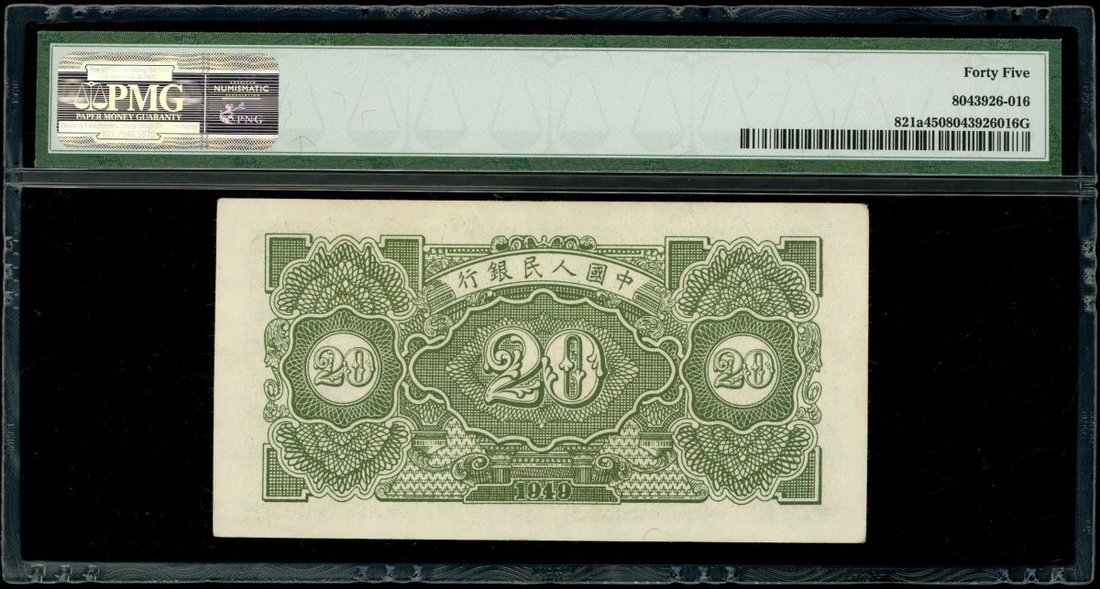 PMG
PAPER MONEY GUARANTY
NUMISMATIC
PNG
Forty Five
8043926-016
821a4508043926016G
行銀民人國中
20
20
20
1949